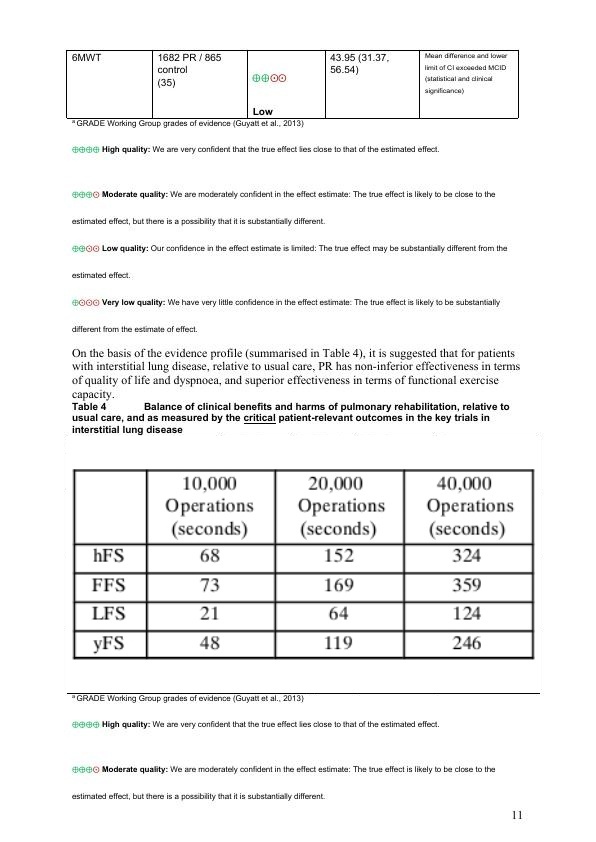 6MWT 1682 PR / 865 control (35) ⊕⊕⊙⊙ Low 43.95 (31.37, 56.54) Mean difference and lower limit of CI exceeded MCID (statistical and clinical significance)
a GRADE Working Group grades of evidence (Guyatt et al., 2013)
⊕⊕⊕⊕ High quality: We are very confident that the true effect lies close to that of the estimated effect.
⊕⊕⊕⊙ Moderate quality: We are moderately confident in the effect estimate: The true effect is likely to be close to the
estimated effect, but there is a possibility that it is substantially different.
⊕⊕⊙⊙ Low quality: Our confidence in the effect estimate is limited: The true effect may be substantially different from the
estimated effect.
⊕⊙⊙⊙ Very low quality: We have very little confidence in the effect estimate: The true effect is likely to be substantially
different from the estimate of effect.
On the basis of the evidence profile (summarised in Table 4), it is suggested that for patients
with interstitial lung disease, relative to usual care, PR has non-inferior effectiveness in terms
of quality of life and dyspnoea, and superior effectiveness in terms of functional exercise
capacity.
Table 4 Balance of clinical benefits and harms of pulmonary rehabilitation, relative to
usual care, and as measured by the critical patient-relevant outcomes in the key trials in
interstitial lung disease
10,000 Operations (seconds) 20,000 Operations (seconds) 40,000 Operations (seconds)
hFS 68 152 324
FFS 73 169 359
LFS 21 64 124
yFS 48 119 246
a GRADE Working Group grades of evidence (Guyatt et al., 2013)
⊕⊕⊕⊕ High quality: We are very confident that the true effect lies close to that of the estimated effect.
⊕⊕⊕⊙ Moderate quality: We are moderately confident in the effect estimate: The true effect is likely to be close to the
estimated effect, but there is a possibility that it is substantially different.
11